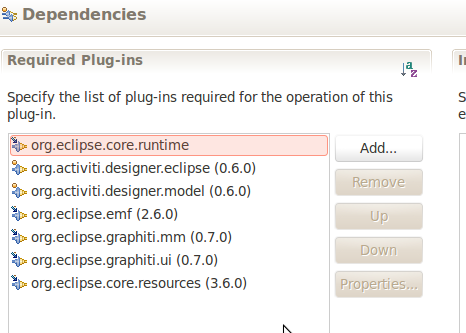 Dependencies
Required Plug-ins
a
z
Specify the list of plug-ins required for the operation of this
plug-in.
org.eclipse.core.runtime
org.activiti.designer.eclipse (0.6.0)
org.activiti.designer.model (0.6.0)
org.eclipse.emf (2.6.0)
org.eclipse.graphiti.mm (0.7.0)
org.eclipse.graphiti.ui (0.7.0)
org.eclipse.core.resources (3.6.0)
Add...
Remove
Up
Down
Properties...